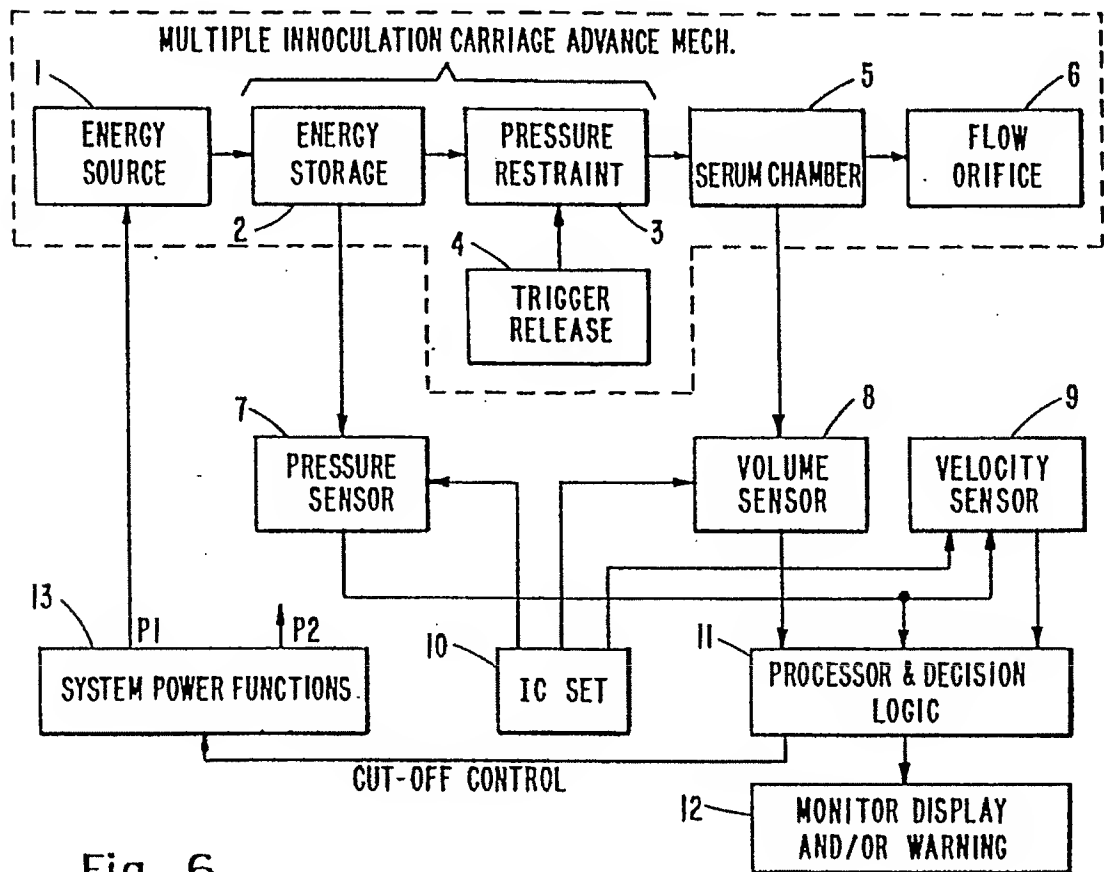 MULTIPLE INNOCULATION CARRIAGE ADVANCE MECH.
1
5
6
ENERGY
SOURCE
ENERGY
STORAGE
PRESSURE
RESTRAINT
SERUM CHAMBER
FLOW
ORIFICE
2
3
4
TRIGGER
RELEASE
7
8
9
PRESSURE
SENSOR
VOLUME
SENSOR
VELOCITY
SENSOR
13
P1
P2
10
11
SYSTEM POWER FUNCTIONS
IC SET
PROCESSOR & DECISION
LOGIC
CUT-OFF CONTROL
12
MONITOR DISPLAY
AND/OR WARNING
Fig. 6